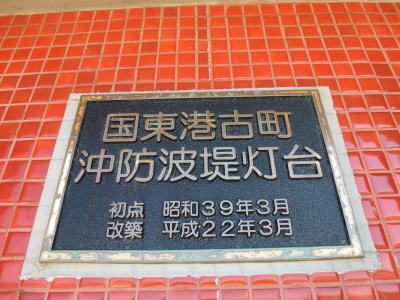 国東港古町
沖防波堤灯台
初点 昭和39年3月
改築 平成22年3月